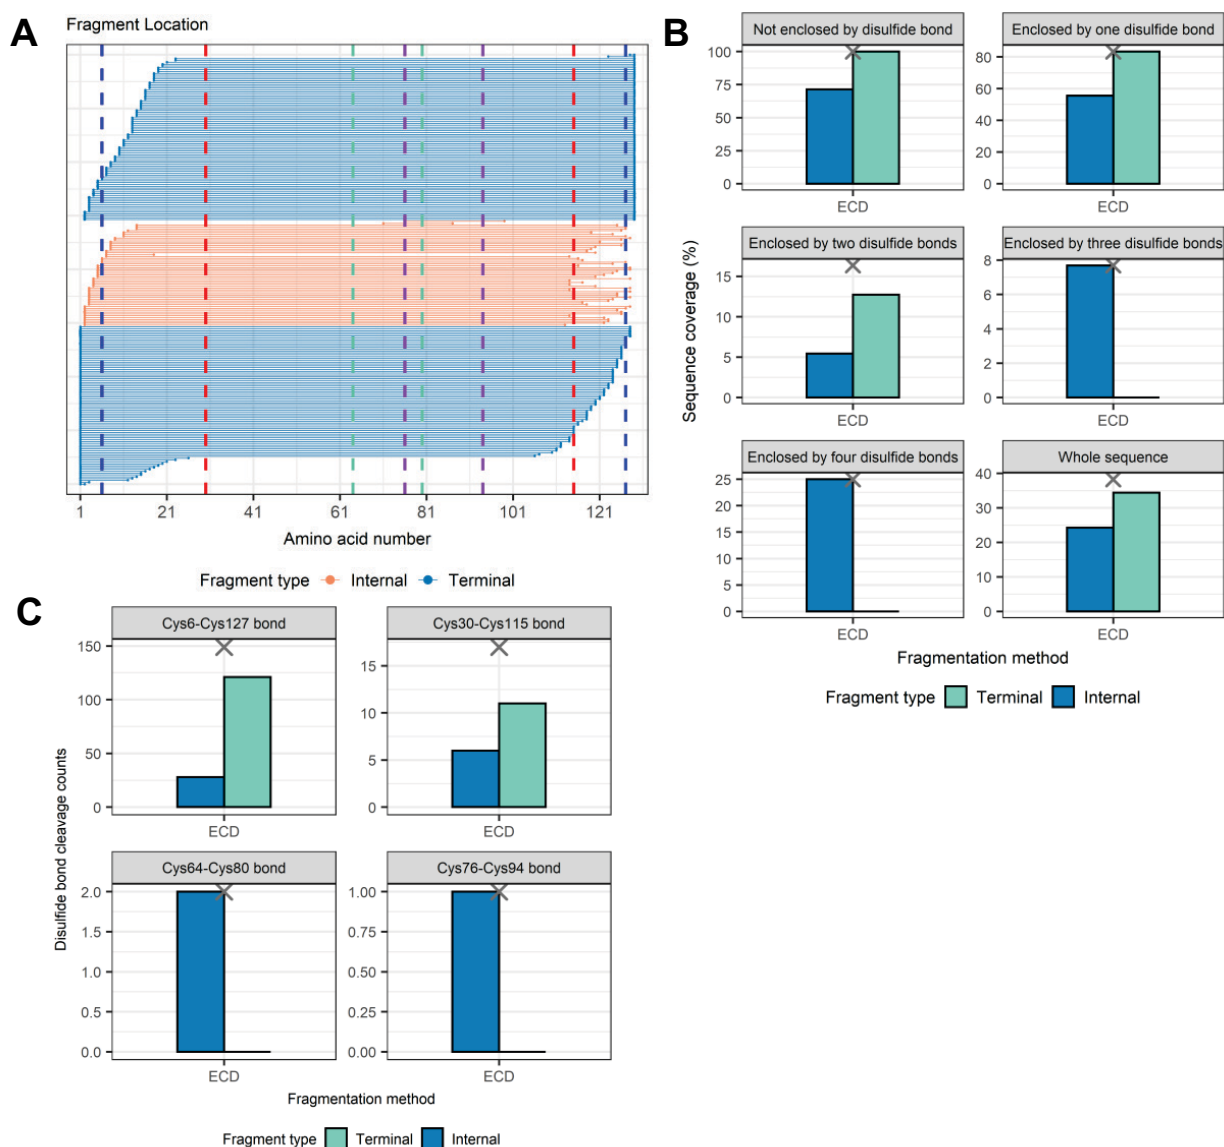 A
Fragment Location
1 21 41 61 81 101 121
Amino acid number
Fragment type Internal Terminal
B
Sequence coverage (%)
Not enclosed by disulfide bond
100
75
50
25
0
ECD
Enclosed by one disulfide bond
80
60
40
20
0
ECD
Enclosed by two disulfide bonds
15
10
5
0
ECD
Enclosed by three disulfide bonds
8
6
4
2
0
ECD
Enclosed by four disulfide bonds
25
20
15
10
5
0
ECD
Whole sequence
40
30
20
10
0
ECD
Fragmentation method
Fragment type Terminal Internal
C
Disulfide bond cleavage counts
Cys6-Cys127 bond
150
100
50
0
ECD
Cys30-Cys115 bond
15
10
5
0
ECD
Cys64-Cys80 bond
2.0
1.5
1.0
0.5
0.0
ECD
Cys76-Cys94 bond
1.00
0.75
0.50
0.25
0.00
ECD
Fragmentation method
Fragment type Terminal Internal